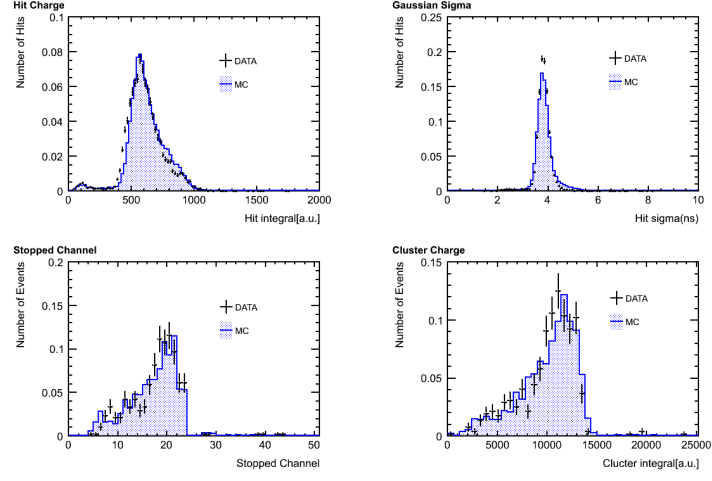 Hit Charge
Number of Hits
0.1
0.08
0.06
0.04
0.02
0
DATA
MC
0 500 1000 1500 2000
Hit integral[a.u.]
Gaussian Sigma
Number of Hits
0.25
0.2
0.15
0.1
0.05
0
DATA
MC
0 2 4 6 8 10
Hit sigma(ns)
Stopped Channel
Number of Events
0.2
0.15
0.1
0.05
0
DATA
MC
0 10 20 30 40 50
Stopped Channel
Cluster Charge
Number of Events
0.15
0.1
0.05
0
DATA
MC
0 5000 10000 15000 20000 25000
Clucter integral[a.u.]